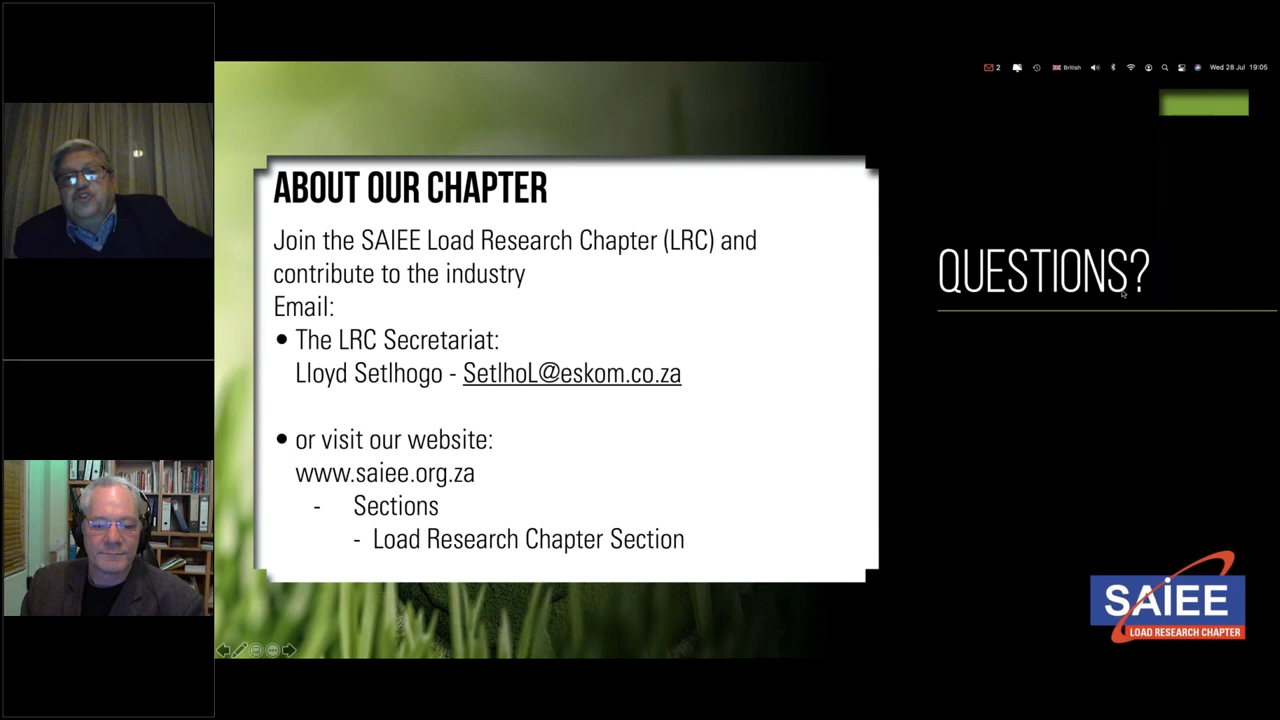 2 British Wed 28 Jul 19:05
ABOUT OUR CHAPTER
Join the SAIEE Load Research Chapter (LRC) and
contribute to the industry
Email:
• The LRC Secretariat:
Lloyd Setlhogo - SetlhoL@eskom.co.za
• or visit our website:
www.saiee.org.za
- Sections
- Load Research Chapter Section
QUESTIONS?
SAiEE
LOAD RESEARCH CHAPTER